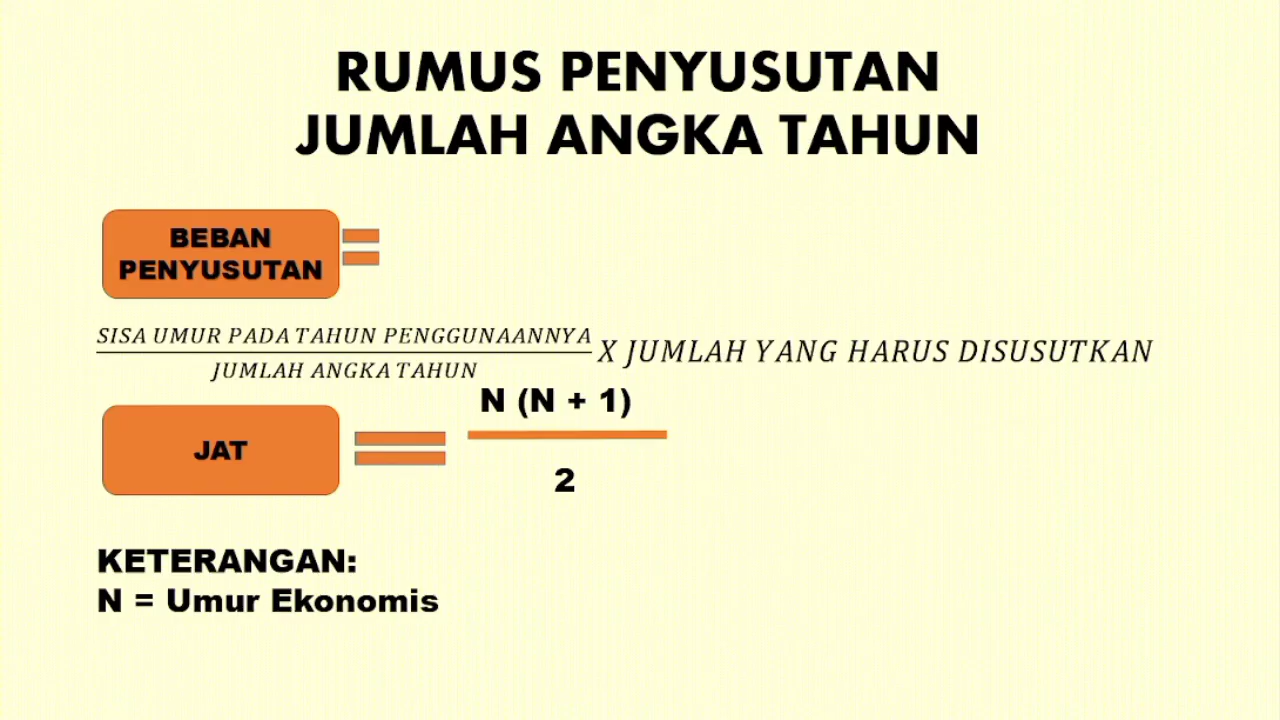 RUMUS PENYUSUTAN
JUMLAH ANGKA TAHUN
BEBAN
PENYUSUTAN
=
SISA UMUR PADA TAHUN PENGGUNAANNYA
JUMLAH ANGKA TAHUN
X JUMLAH YANG HARUS DISUSUTKAN
JAT
=
N (N + 1)
2
KETERANGAN:
N = Umur Ekonomis